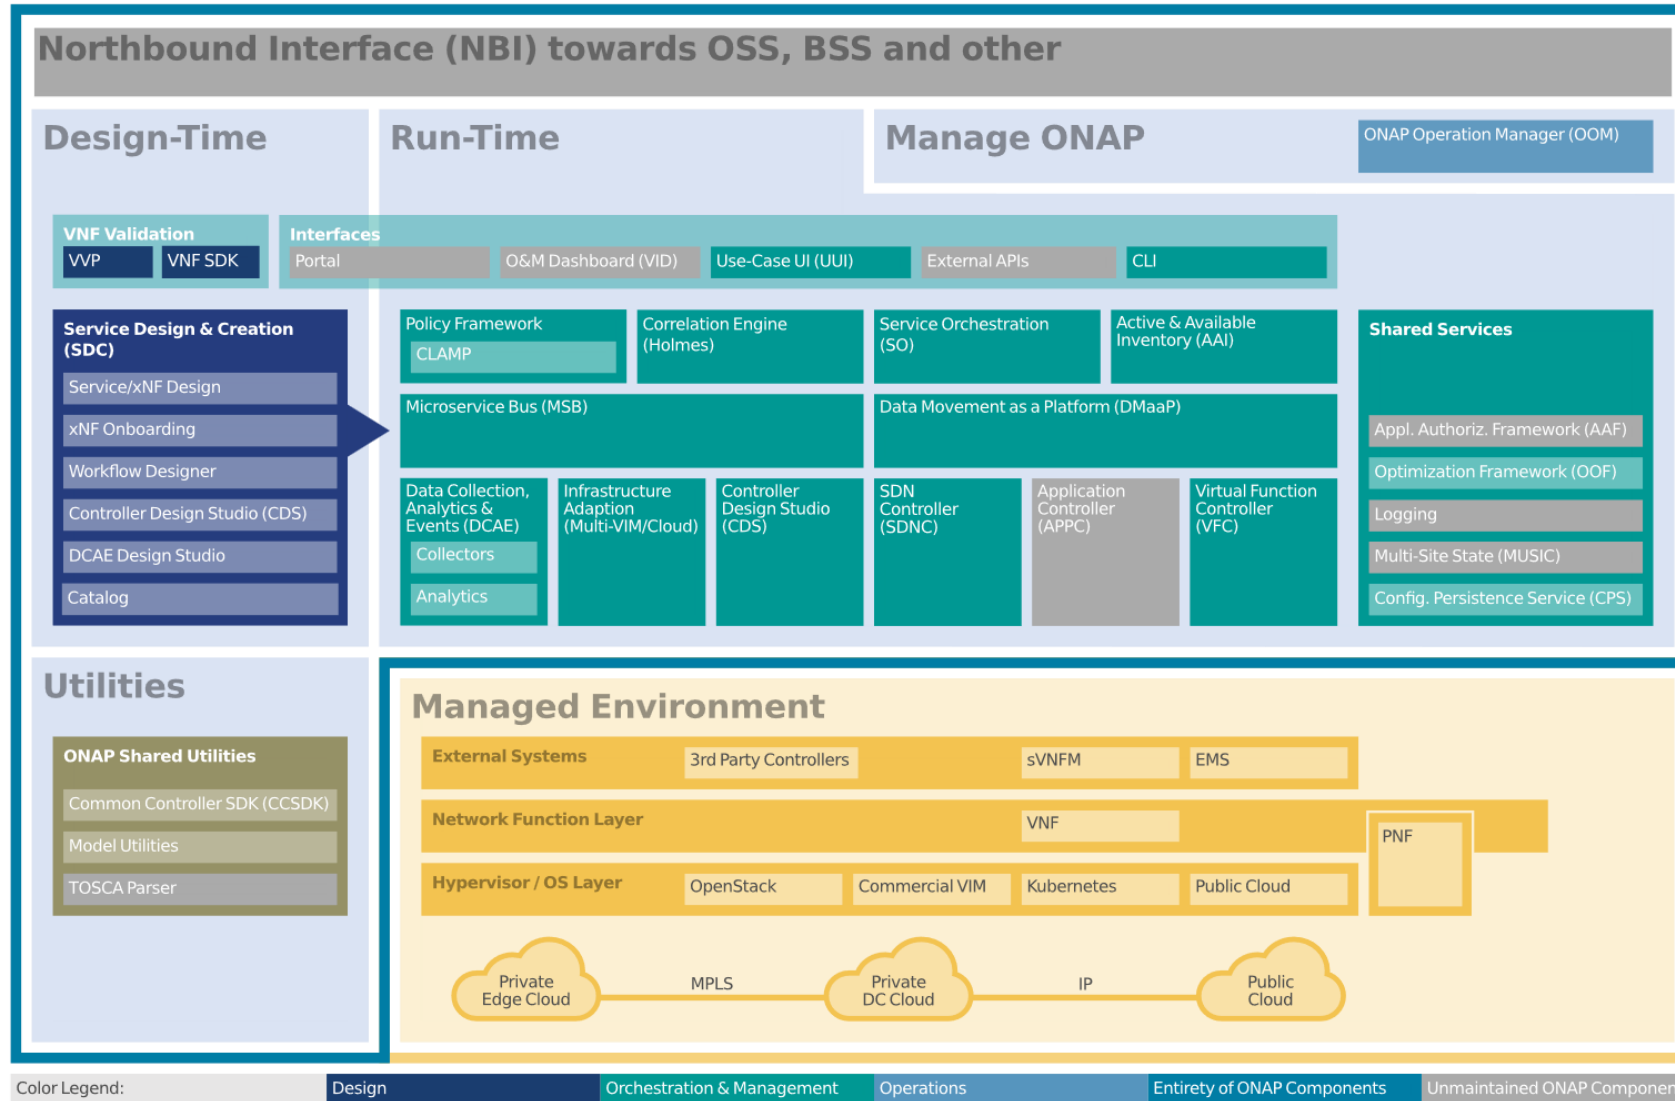 Northbound Interface (NBI) towards OSS, BSS and other
Design-Time
Run-Time
Manage ONAP
ONAP Operation Manager (OOM)
VNF Validation
VVP
VNF SDK
Interfaces
Portal
O&M Dashboard (VID)
Use-Case UI (UUI)
External APIs
CLI
Service Design & Creation
(SDC)
Service/xNF Design
xNF Onboarding
Workflow Designer
Controller Design Studio (CDS)
DCAE Design Studio
Catalog
Policy Framework
CLAMP
Correlation Engine
(Holmes)
Service Orchestration
(SO)
Active & Available
Inventory (AAI)
Microservice Bus (MSB)
Data Movement as a Platform (DMaaP)
Data Collection,
Analytics &
Events (DCAE)
Collectors
Analytics
Infrastructure
Adaption
(Multi-VIM/Cloud)
Controller
Design Studio
(CDS)
SDN
Controller
(SDNC)
Application
Controller
(APPC)
Virtual Function
Controller
(VFC)
Shared Services
Appl. Authoriz. Framework (AAF)
Optimization Framework (OOF)
Logging
Multi-Site State (MUSIC)
Config. Persistence Service (CPS)
Utilities
ONAP Shared Utilities
Common Controller SDK (CCSDK)
Model Utilities
TOSCA Parser
Managed Environment
External Systems
3rd Party Controllers
sVNFM
EMS
Network Function Layer
VNF
PNF
Hypervisor / OS Layer
OpenStack
Commercial VIM
Kubernetes
Public Cloud
Private
Edge Cloud
MPLS
Private
DC Cloud
IP
Public
Cloud
Color Legend:
Design
Orchestration & Management
Operations
Entirety of ONAP Components
Unmaintained ONAP Componen